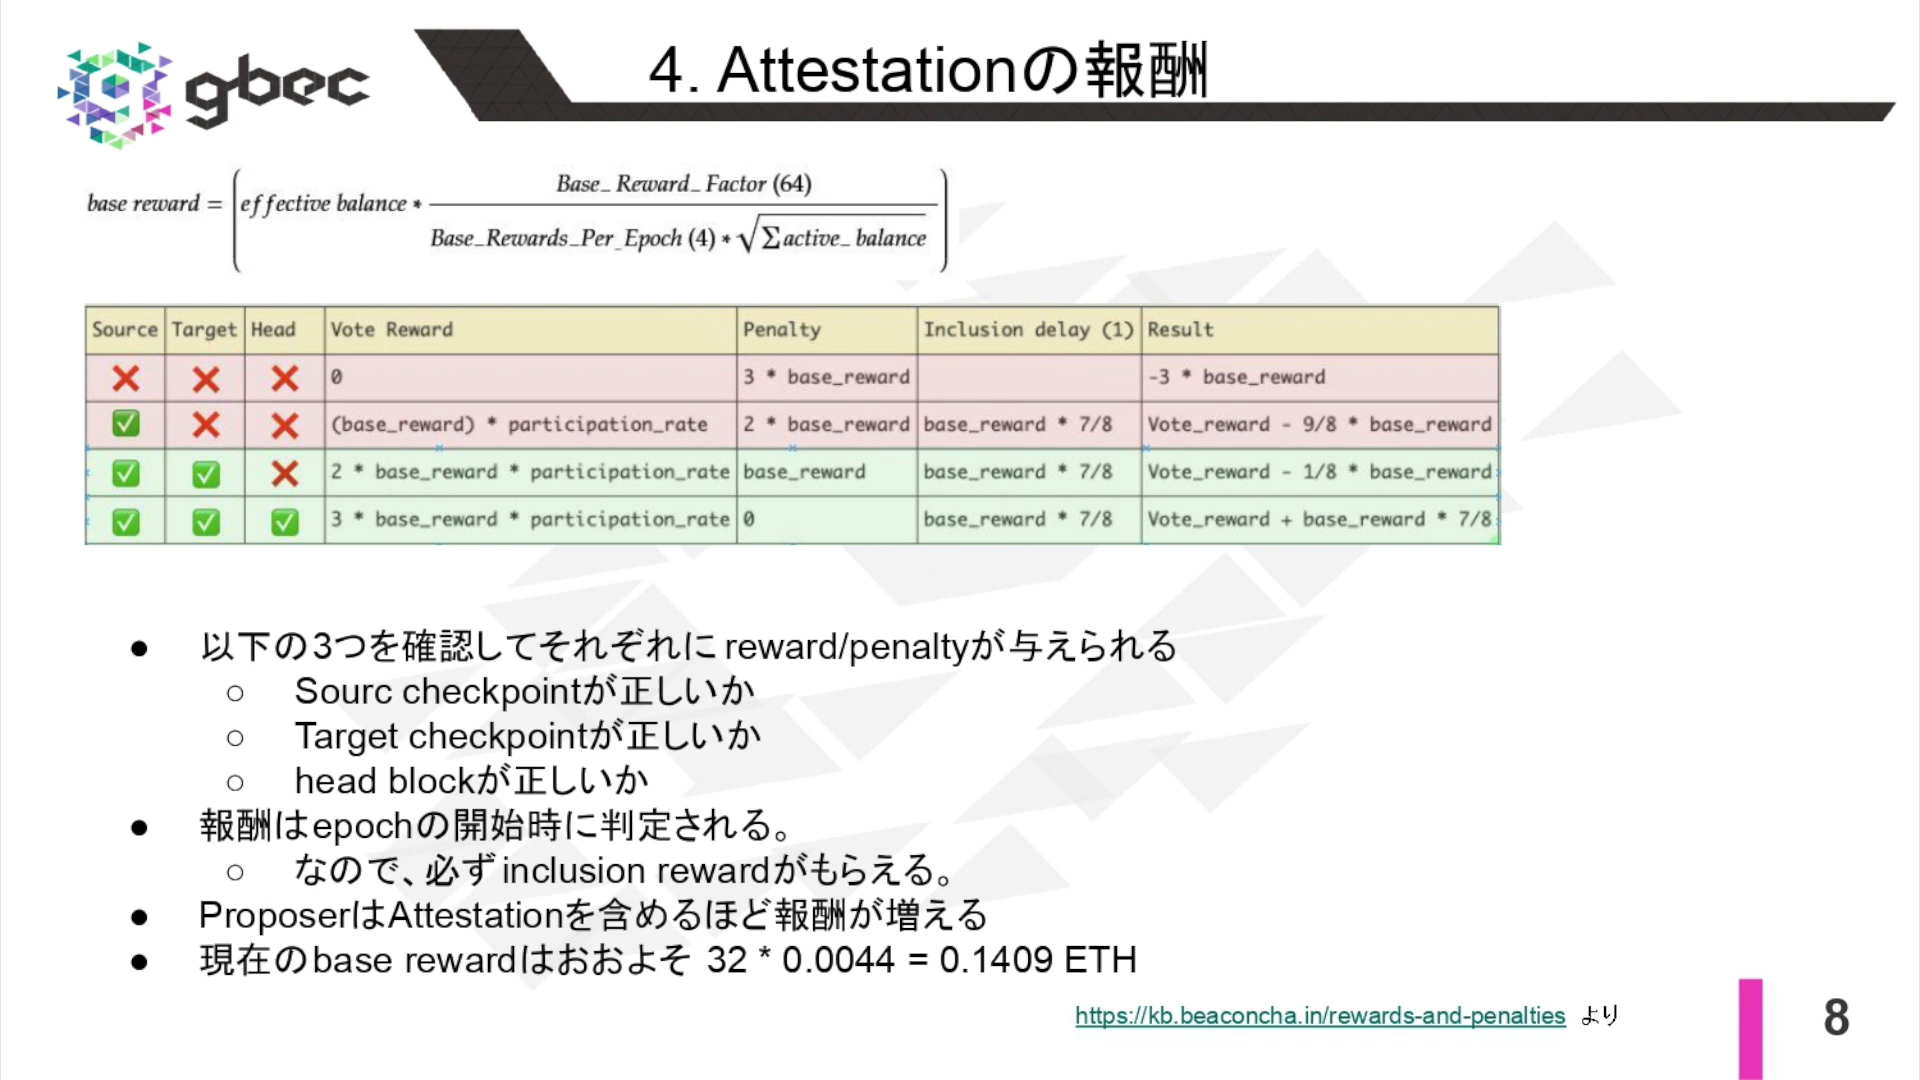 gbec
4. Attestationの報酬
base reward = (effective balance * Base_Reward_Factor (64) / Base_Rewards_Per_Epoch (4) * √Σactive_balance)
Source Target Head Vote Reward Penalty Inclusion delay (1) Result
❌ ❌ ❌ 0 3 * base_reward -3 * base_reward
✅ ❌ ❌ (base_reward) * participation_rate 2 * base_reward base_reward * 7/8 Vote_reward - 9/8 * base_reward
✅ ✅ ❌ 2 * base_reward * participation_rate base_reward base_reward * 7/8 Vote_reward - 1/8 * base_reward
✅ ✅ ✅ 3 * base_reward * participation_rate 0 base_reward * 7/8 Vote_reward + base_reward * 7/8
● 以下の3つを確認してそれぞれにreward/penaltyが与えられる
○ Sourc checkpointが正しいか
○ Target checkpointが正しいか
○ head blockが正しいか
● 報酬はepochの開始時に判定される。
○ なので、必ずinclusion rewardがもらえる。
● ProposerはAttestationを含めるほど報酬が増える
● 現在のbase rewardはおおよそ 32 * 0.0044 = 0.1409 ETH
https://kb.beaconcha.in/rewards-and-penalties より
8